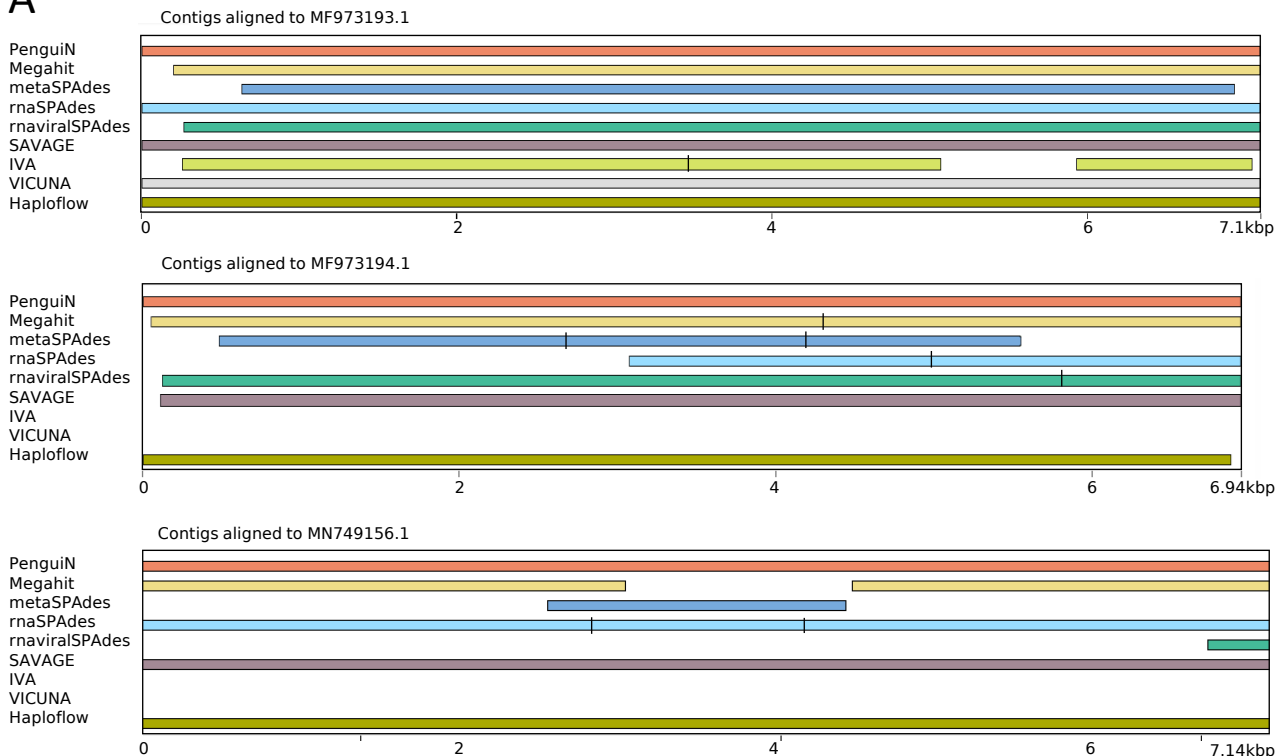 A
Contigs aligned to MF973193.1
PenguiN
Megahit
metaSPAdes
rnaSPAdes
rnaviralSPAdes
SAVAGE
IVA
VICUNA
Haploflow
0 2 4 6 7.1kbp
Contigs aligned to MF973194.1
PenguiN
Megahit
metaSPAdes
rnaSPAdes
rnaviralSPAdes
SAVAGE
IVA
VICUNA
Haploflow
0 2 4 6 6.94kbp
Contigs aligned to MN749156.1
PenguiN
Megahit
metaSPAdes
rnaSPAdes
rnaviralSPAdes
SAVAGE
IVA
VICUNA
Haploflow
0 2 4 6 7.14kbp